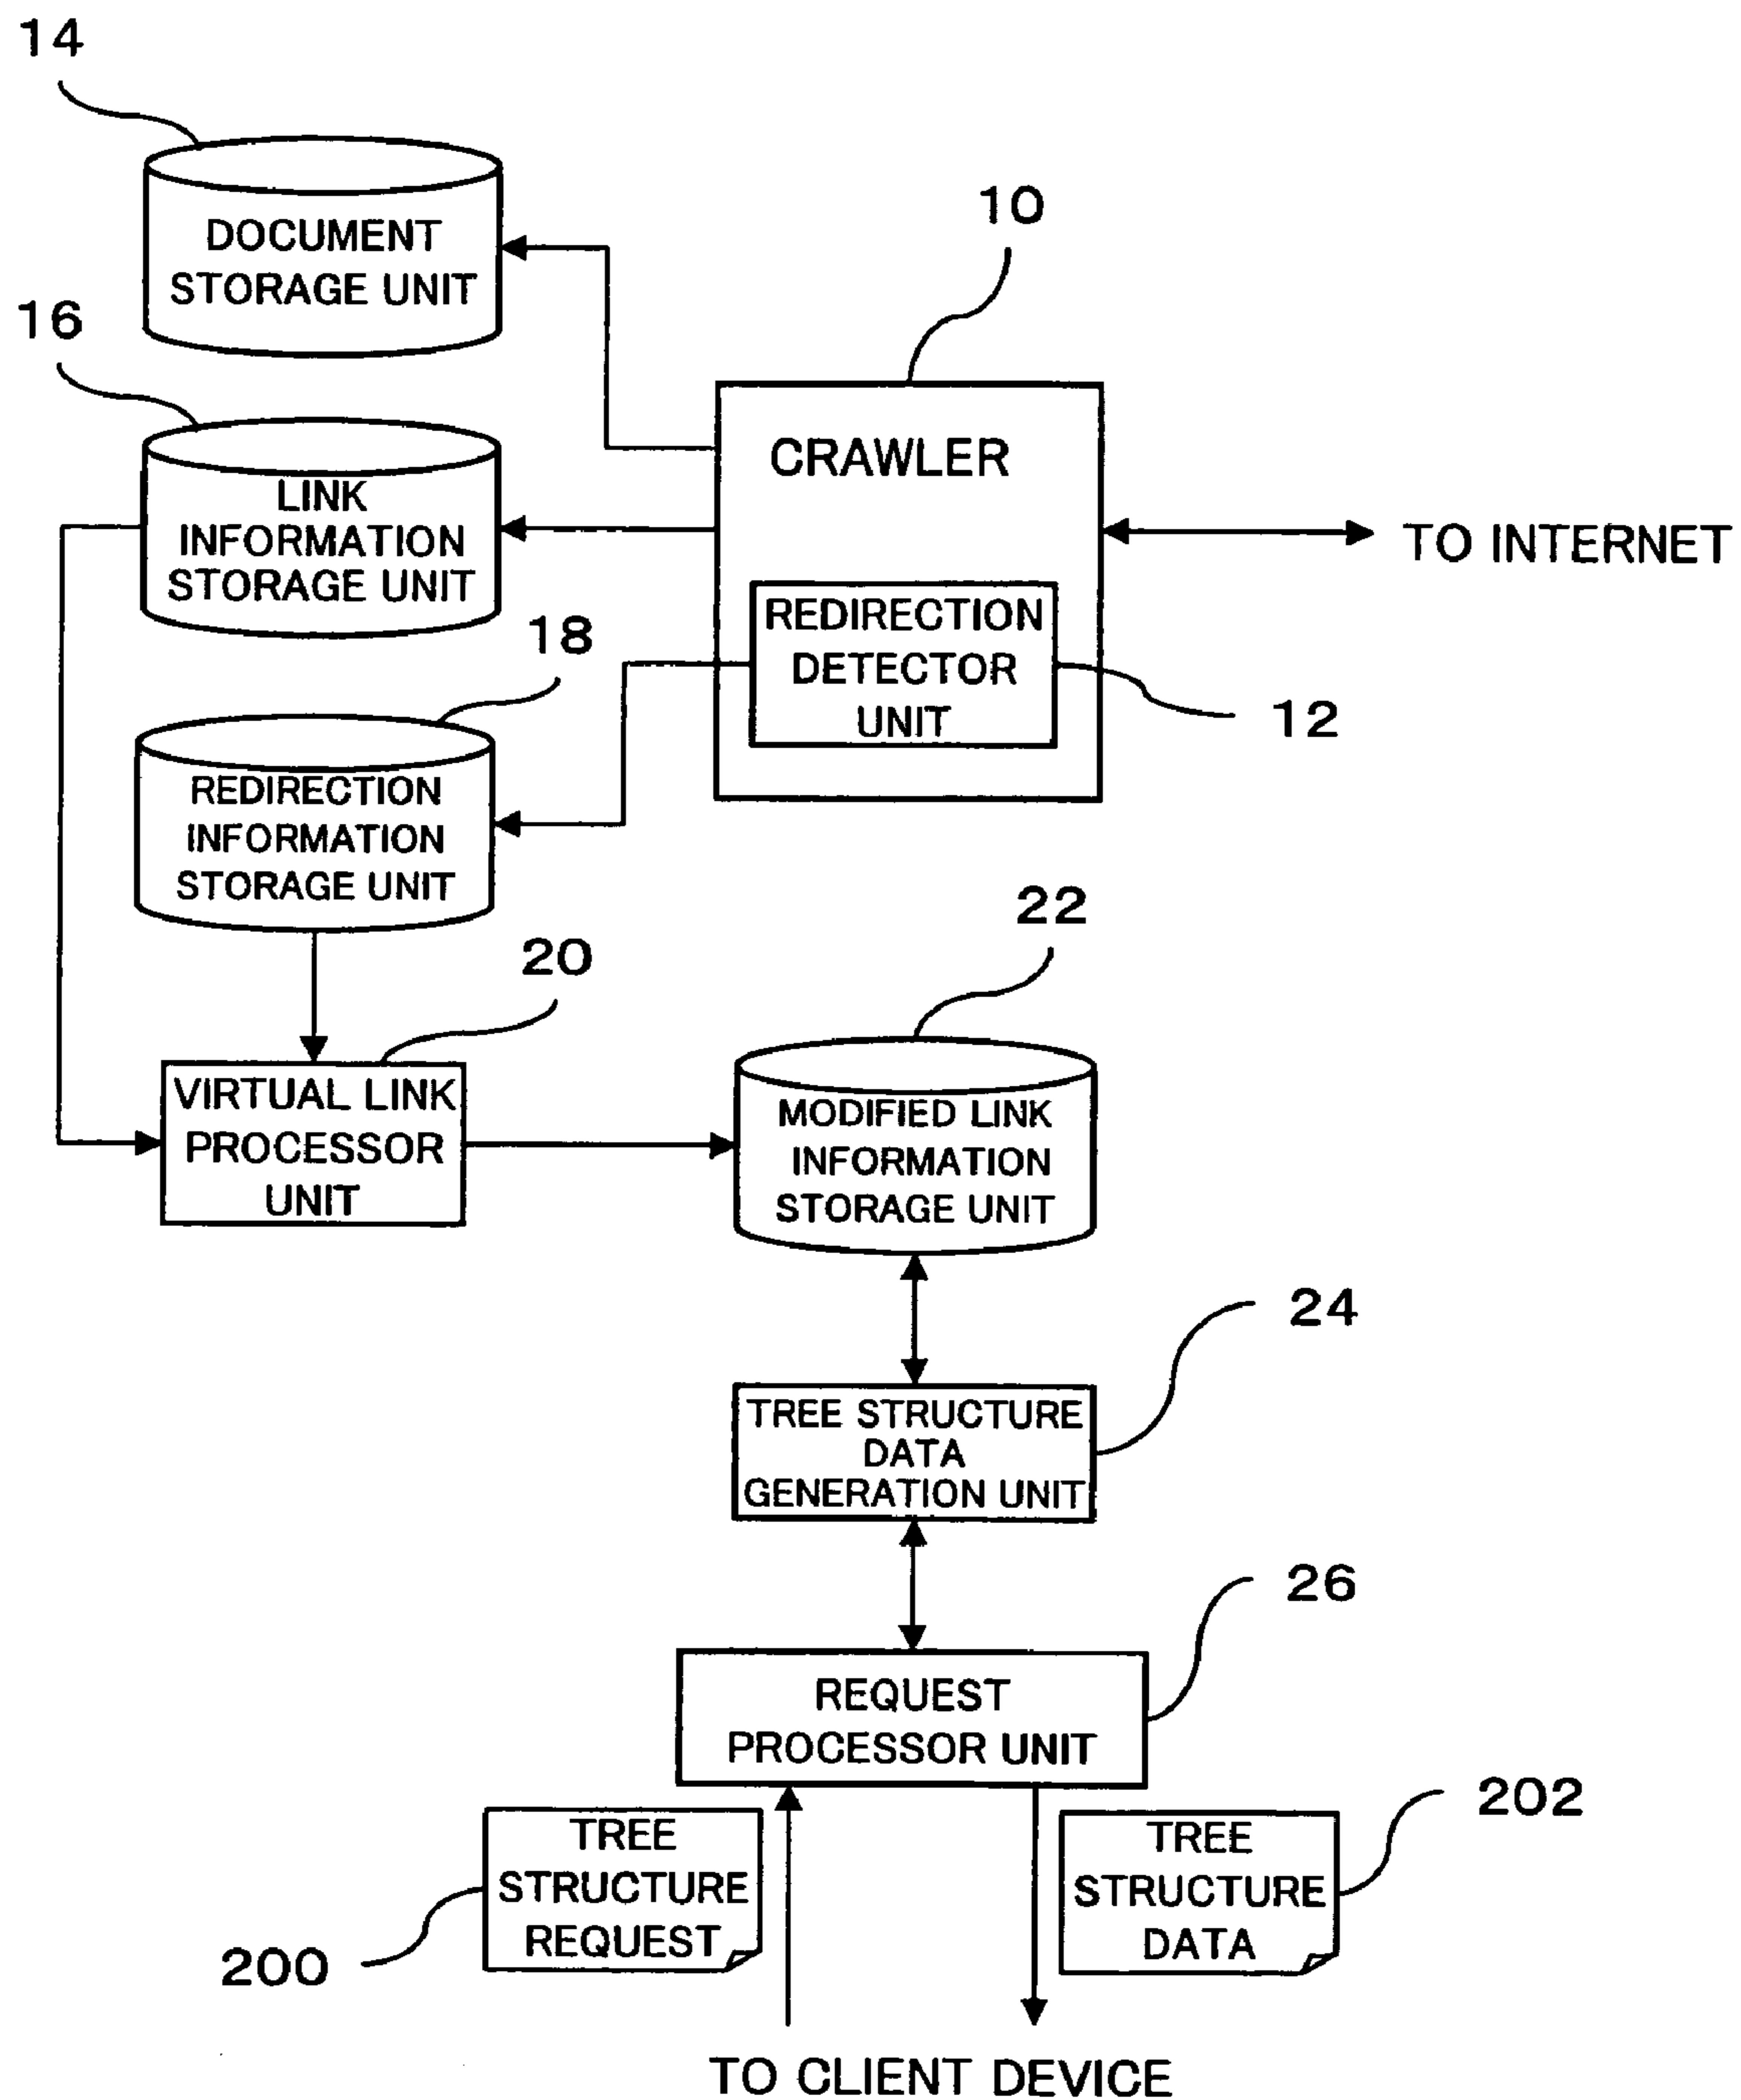 14
DOCUMENT
STORAGE UNIT
10
16
CRAWLER
LINK
INFORMATION
STORAGE UNIT
TO INTERNET
REDIRECTION
DETECTOR
UNIT
12
18
REDIRECTION
INFORMATION
STORAGE UNIT
22
20
VIRTUAL LINK
PROCESSOR
UNIT
MODIFIED LINK
INFORMATION
STORAGE UNIT
24
TREE STRUCTURE
DATA
GENERATION UNIT
26
REQUEST
PROCESSOR UNIT
202
TREE
STRUCTURE
REQUEST
200
TREE
STRUCTURE
DATA
TO CLIENT DEVICE